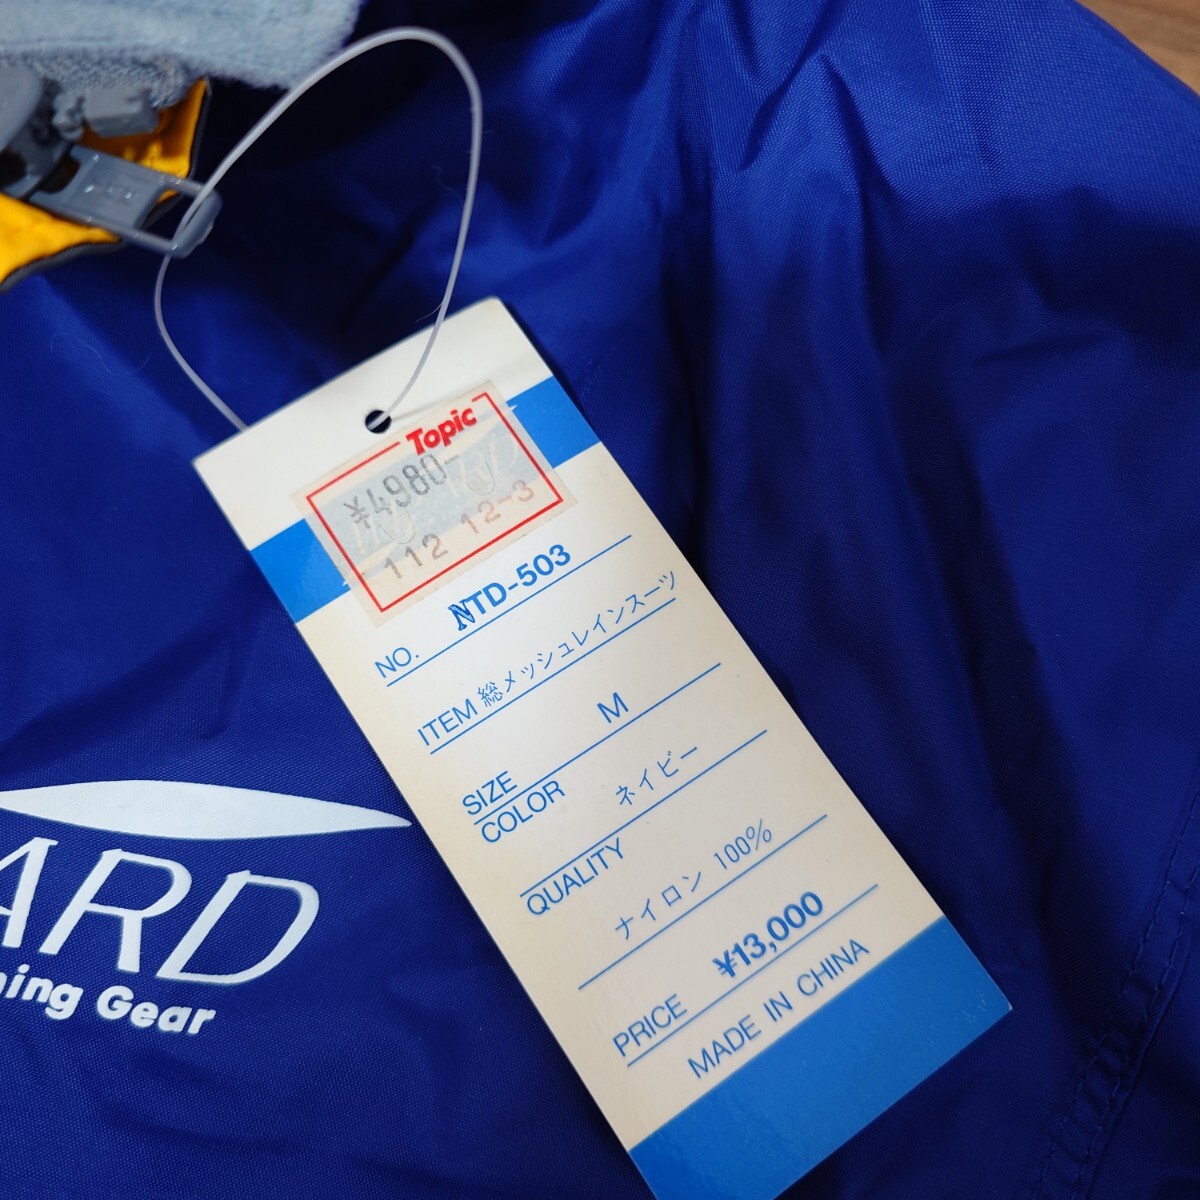 Topic
¥4980-
112 12-3
NO. NTD-503
ITEM 総メッシュレインスーツ
SIZE M
COLOR ネイビー
QUALITY
ナイロン 100%
PRICE ¥13,000
MADE IN CHINA
ARD
ning Gear